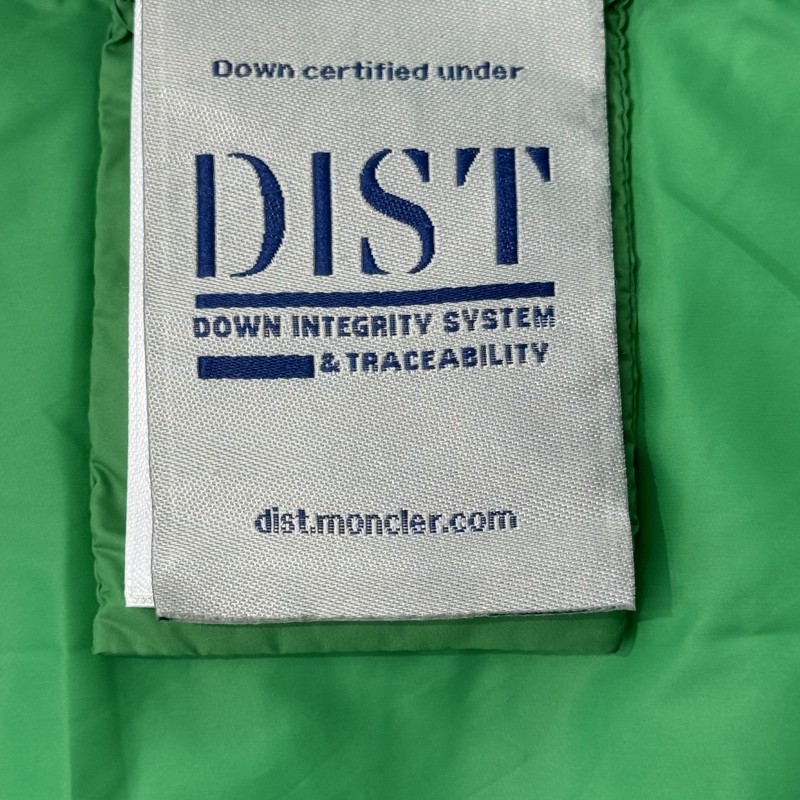 Down certified under
DIST
DOWN INTEGRITY SYSTEM
& TRACEABILITY
dist.moncler.com